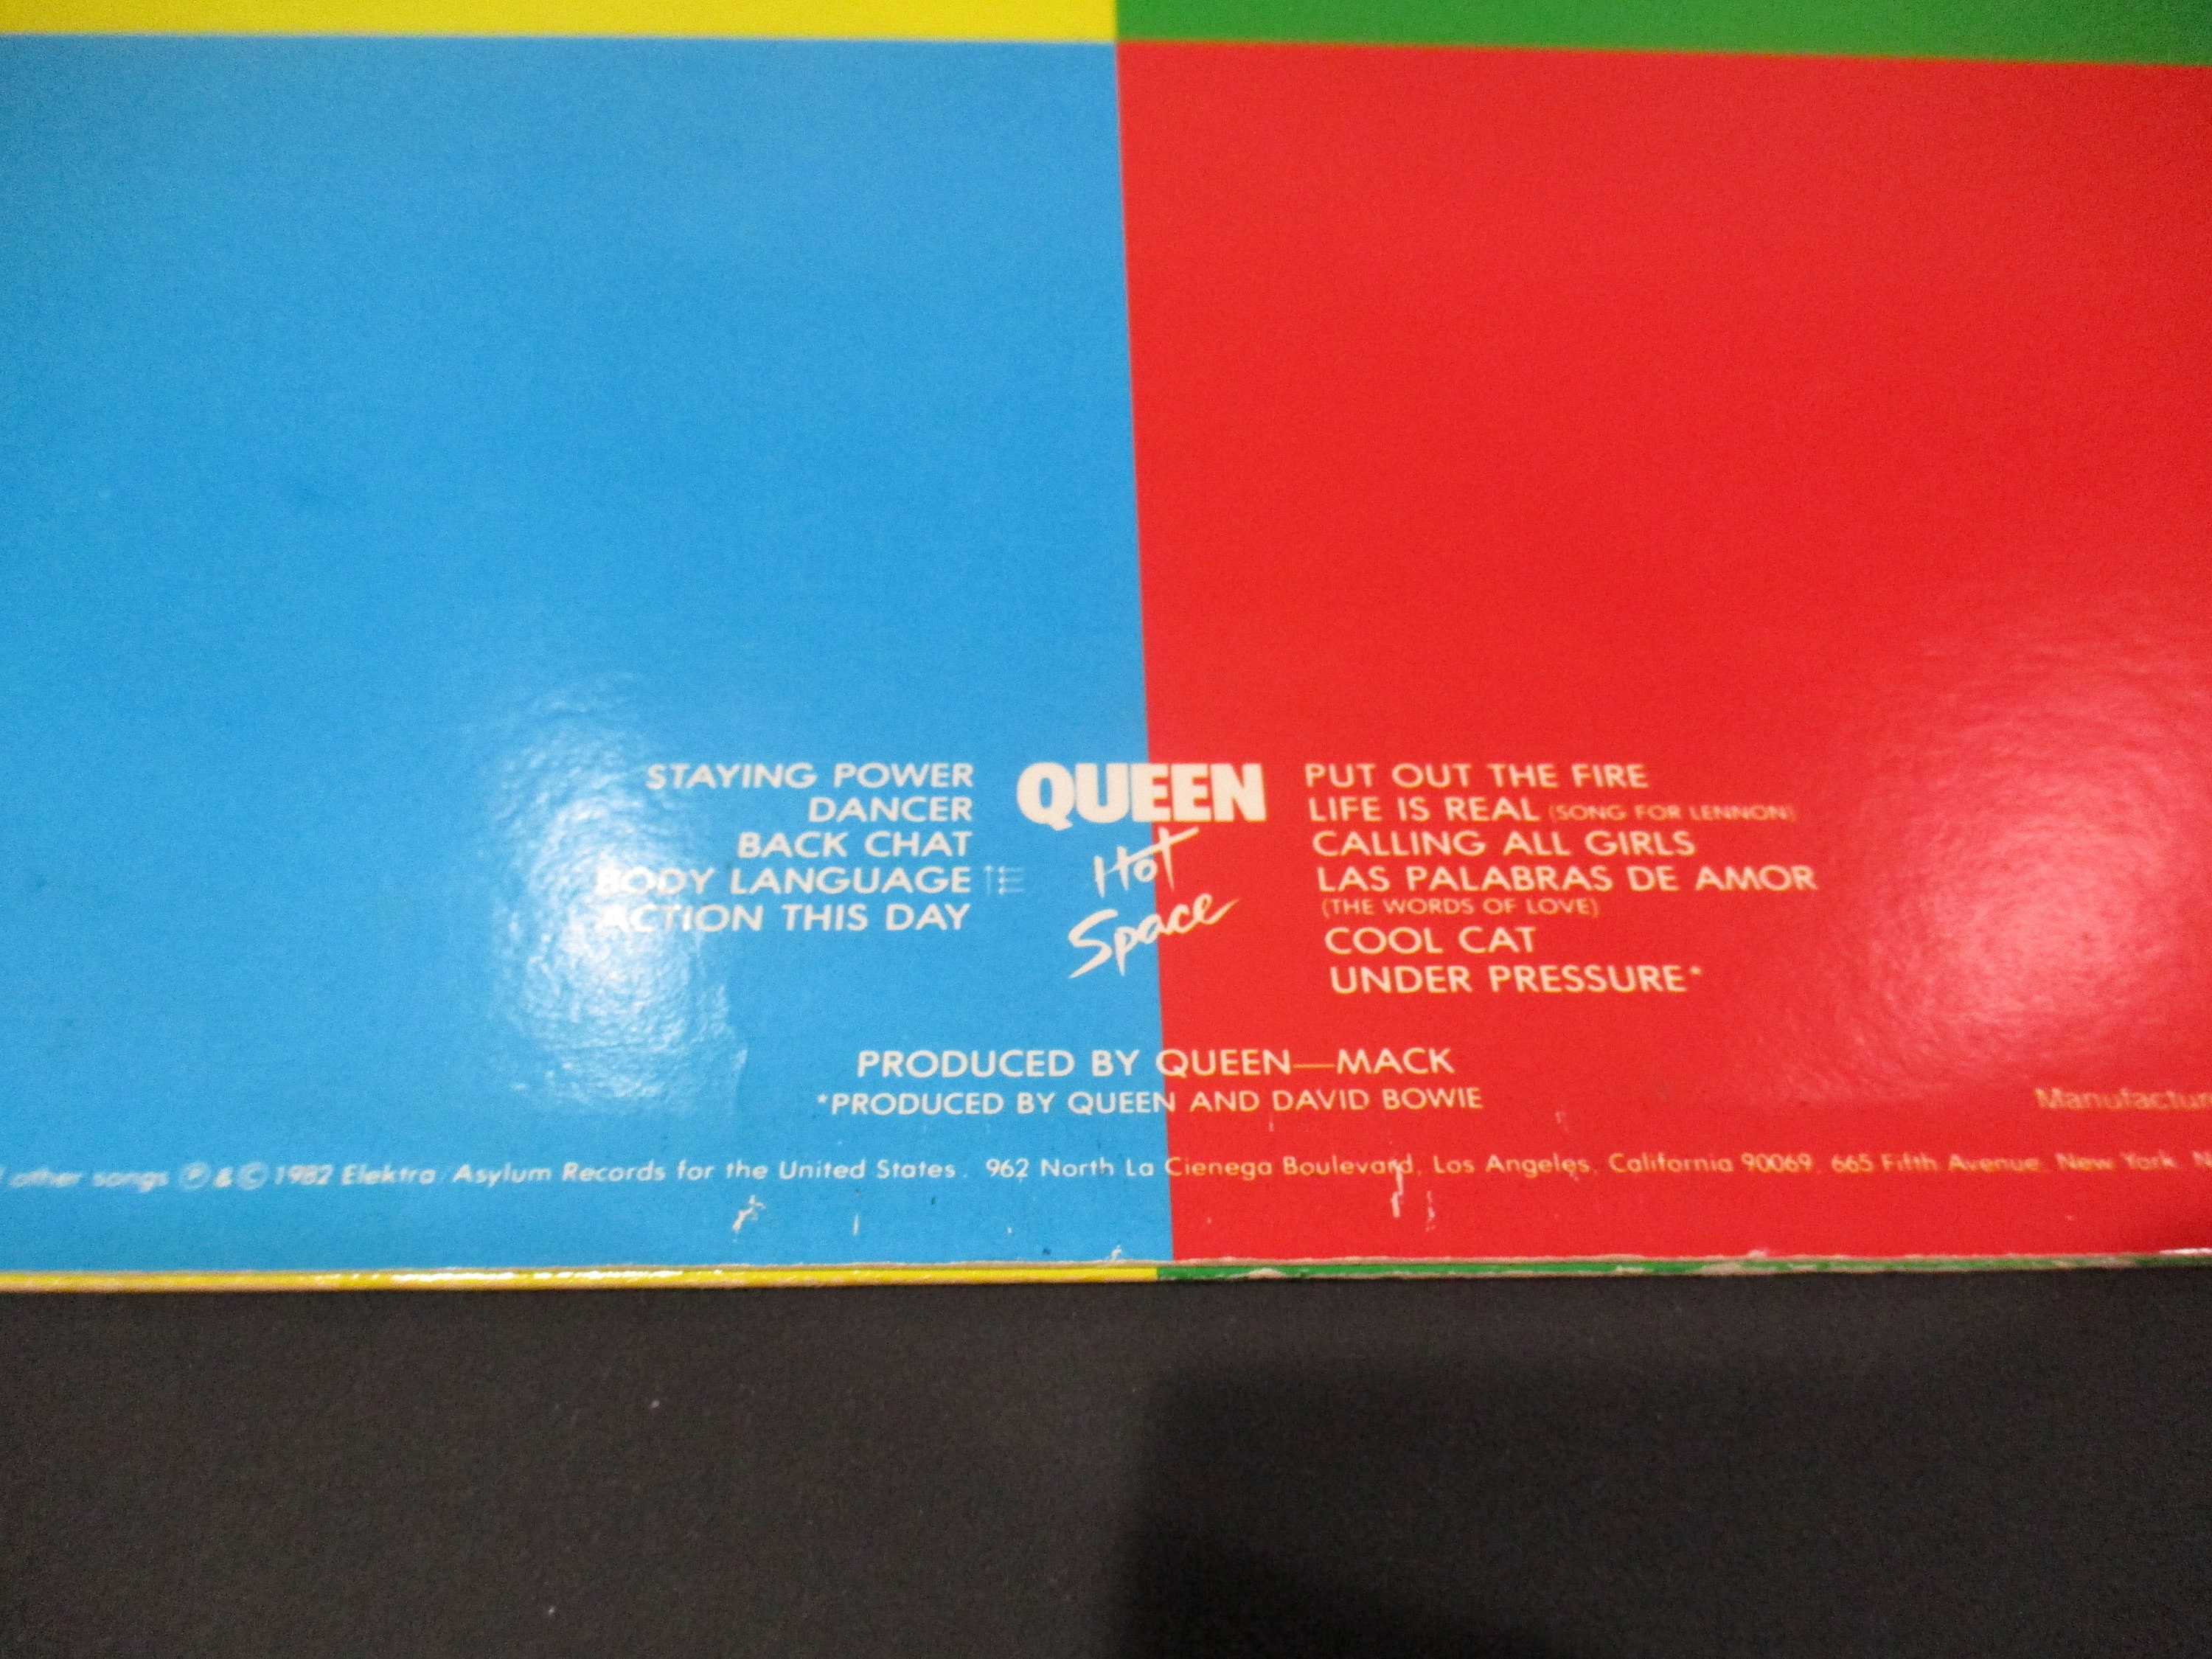 STAYING POWER
DANCER
BACK CHAT
BODY LANGUAGE
ACTION THIS DAY
QUEEN
Hot
Space
PUT OUT THE FIRE
LIFE IS REAL (SONG FOR LENNON)
CALLING ALL GIRLS
LAS PALABRAS DE AMOR
(THE WORDS OF LOVE)
COOL CAT
UNDER PRESSURE*
PRODUCED BY QUEEN—MACK
*PRODUCED BY QUEEN AND DAVID BOWIE
other songs ℗ & © 1982 Elektra/Asylum Records for the United States. 962 North La Cienega Boulevard, Los Angeles, California 90069. 665 Fifth Avenue, New York,